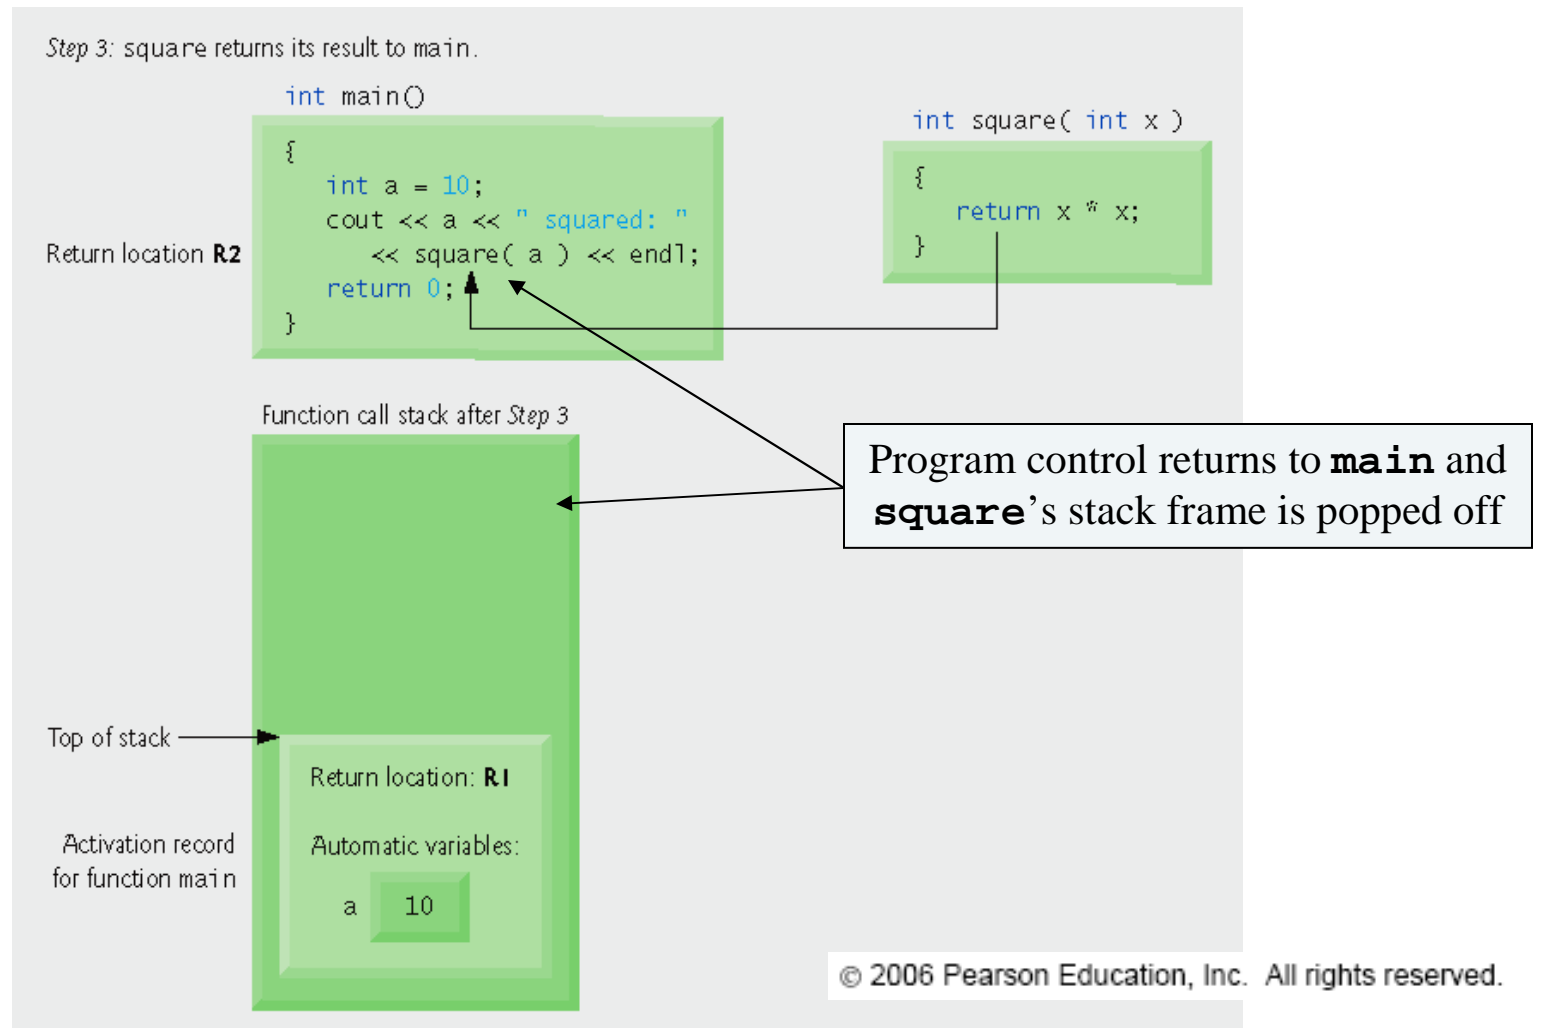 Step 3: square returns its result to main.
int main()
{
int a = 10;
cout << a << " squared: "
<< square( a ) << endl;
return 0;
}
Return location R2
int square( int x )
{
return x * x;
}
Function call stack after Step 3
Program control returns to main and
square’s stack frame is popped off
Top of stack
Return location: R1
Activation record
for function main
Automatic variables:
a 10
© 2006 Pearson Education, Inc. All rights reserved.